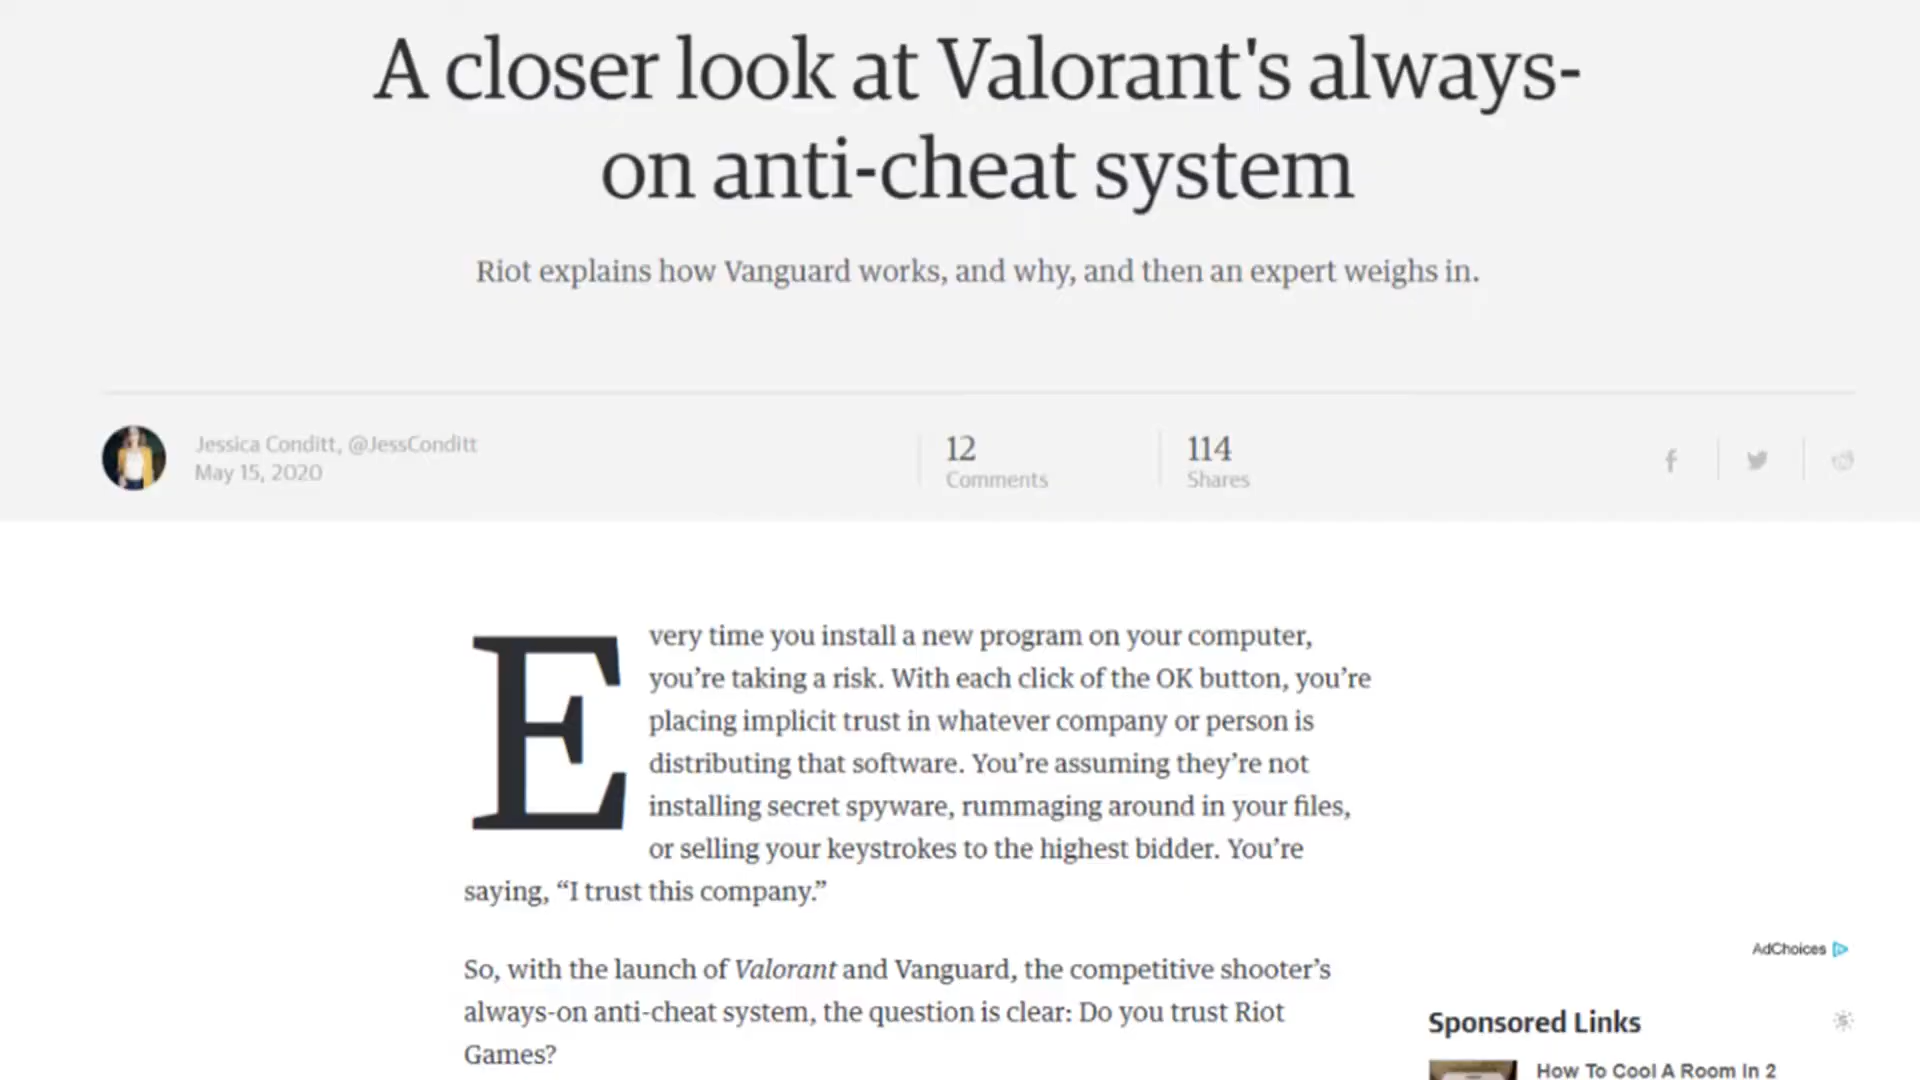 A closer look at Valorant's always-
on anti-cheat system
Riot explains how Vanguard works, and why, and then an expert weighs in.
Jessica Conditt, @JessConditt
May 15, 2020
12
Comments
114
Shares
Every time you install a new program on your computer,
you’re taking a risk. With each click of the OK button, you’re
placing implicit trust in whatever company or person is
distributing that software. You’re assuming they’re not
installing secret spyware, rummaging around in your files,
or selling your keystrokes to the highest bidder. You’re
saying, “I trust this company.”
So, with the launch of Valorant and Vanguard, the competitive shooter’s
always-on anti-cheat system, the question is clear: Do you trust Riot
Games?
AdChoices
Sponsored Links
How To Cool A Room In 2